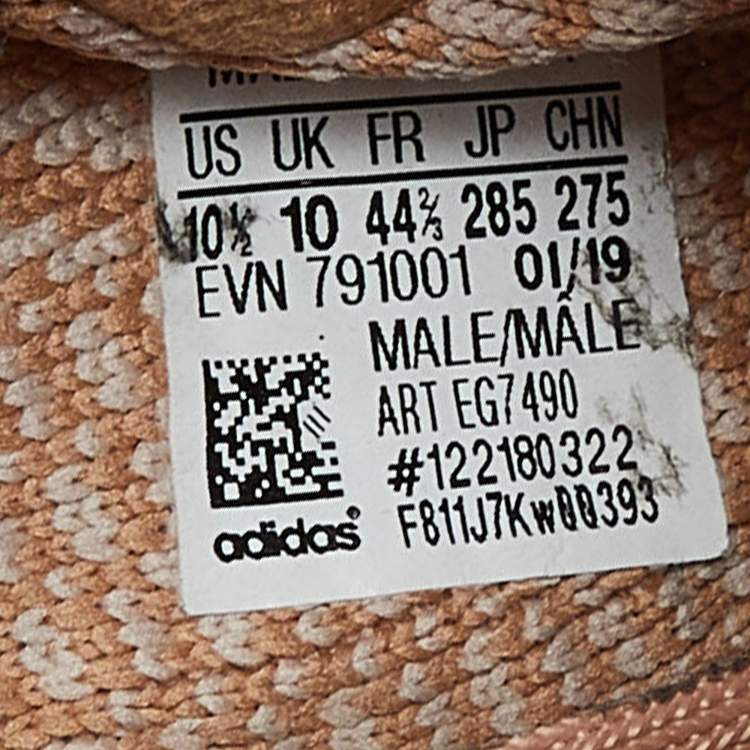 US UK FR JP CHN
10½ 10 44⅔ 285 275
EVN 791001 01/19
MALE/MÂLE
ART EG7490
#122180322
F811J7KW00393
adidas®